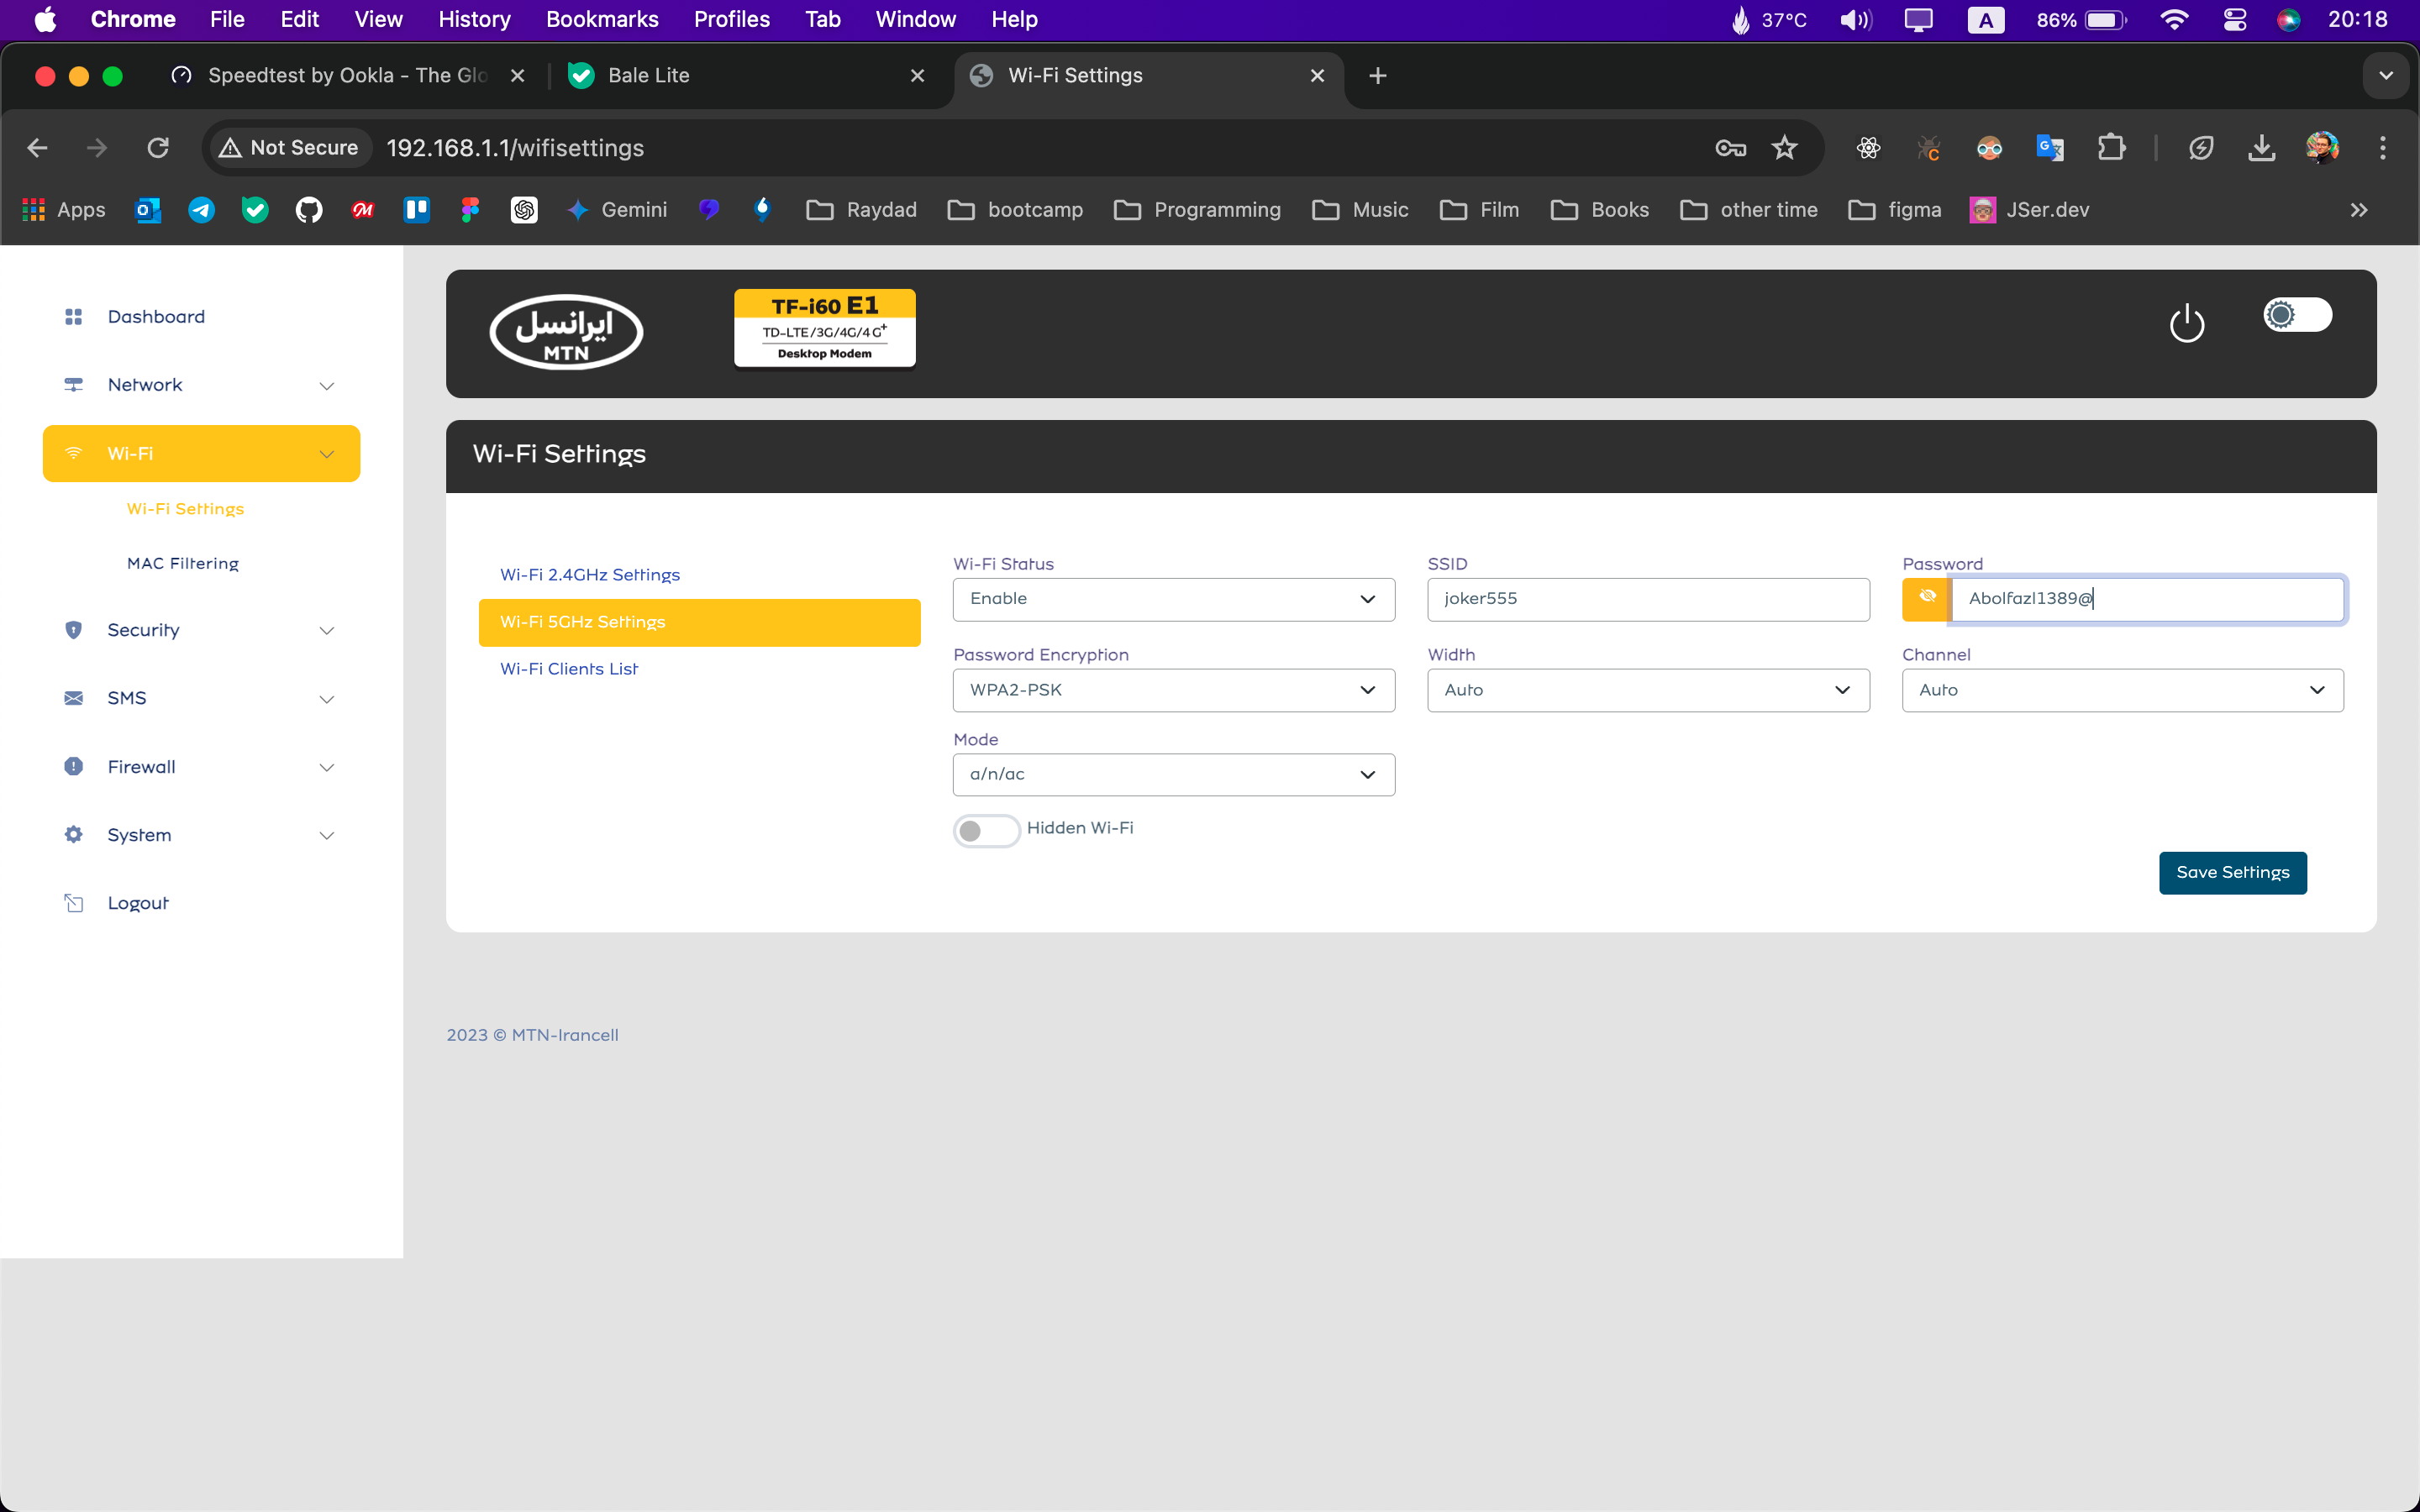 Chrome File Edit View History Bookmarks Profiles Tab Window Help 37°C A 86% 20:18
Speedtest by Ookla - The Glo Bale Lite Wi-Fi Settings
Not Secure 192.168.1.1/wifisettings
Apps Gemini Raydad bootcamp Programming Music Film Books other time figma JSer.dev
Dashboard
Network
Wi-Fi
Wi-Fi Settings
MAC Filtering
Security
SMS
Firewall
System
Logout
ایرانسل
MTN
TF-i60 E1
TD-LTE/3G/4G/4G+
Desktop Modem
Wi-Fi Settings
Wi-Fi 2.4GHz Settings
Wi-Fi 5GHz Settings
Wi-Fi Clients List
Wi-Fi Status
Enable
SSID
joker555
Password
Abolfazl1389@
Password Encryption
WPA2-PSK
Width
Auto
Channel
Auto
Mode
a/n/ac
Hidden Wi-Fi
Save Settings
2023 © MTN-Irancell